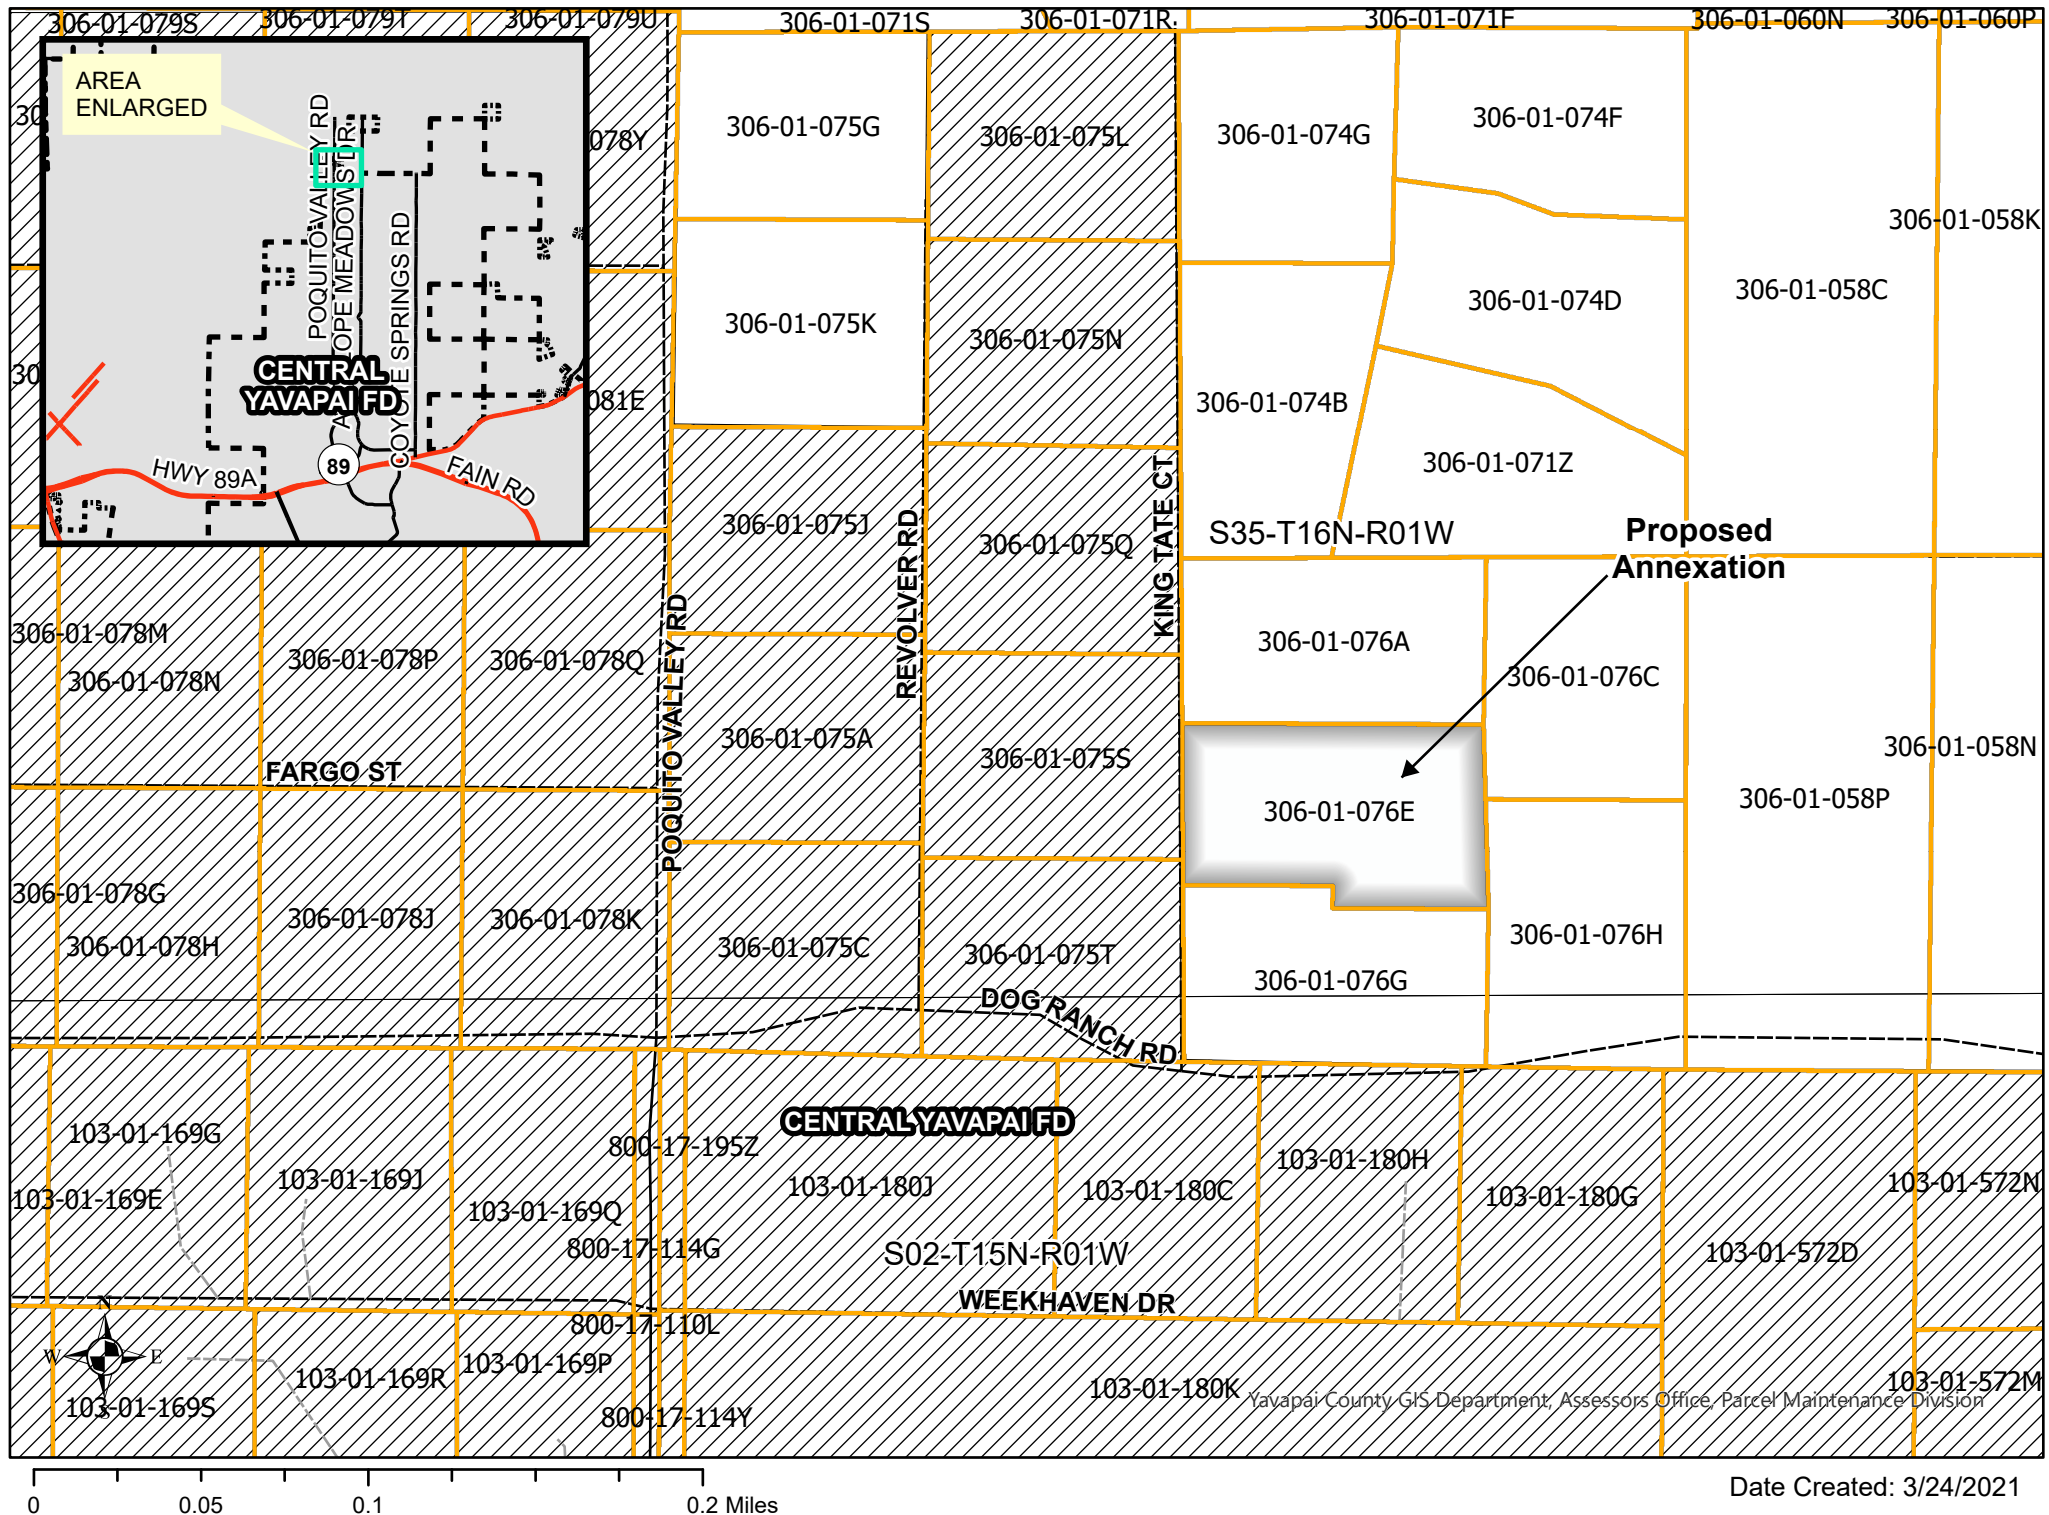 306-01-079S
306-01-079T
306-01-079U
306-01-071S
306-01-071R
306-01-071F
306-01-060N
306-01-060P
AREA
ENLARGED
POQUITO VALLEY RD
COYOTE SPRINGS RD
CENTRAL
YAVAPAI FD
89
HWY 89A
FAIN RD
078Y
081E
306-01-075G
306-01-075L
306-01-074G
306-01-074F
306-01-058K
306-01-075K
306-01-075N
306-01-074D
306-01-058C
306-01-074B
306-01-071Z
306-01-075J
306-01-075Q
S35-T16N-R01W
Proposed
Annexation
KING TATE CT
REVOLVER RD
POQUITO VALLEY RD
306-01-078M
306-01-078N
306-01-078P
306-01-078Q
306-01-076A
306-01-076C
306-01-075A
306-01-075S
306-01-058N
FARGO ST
306-01-076E
306-01-058P
306-01-078G
306-01-078H
306-01-078J
306-01-078K
306-01-075C
306-01-075T
306-01-076G
306-01-076H
DOG RANCH RD
CENTRAL YAVAPAI FD
103-01-169G
103-01-169E
103-01-169J
103-01-169Q
800-17-195Z
800-17-114G
103-01-180J
103-01-180C
103-01-180H
103-01-180G
103-01-572N
103-01-572D
S02-T15N-R01W
WEEKHAVEN DR
N
W
E
S
103-01-169S
103-01-169R
103-01-169P
800-17-110L
800-17-114Y
103-01-180K
103-01-572M
Yavapai County GIS Department, Assessors Office, Parcel Maintenance Division
0
0.05
0.1
0.2 Miles
Date Created: 3/24/2021